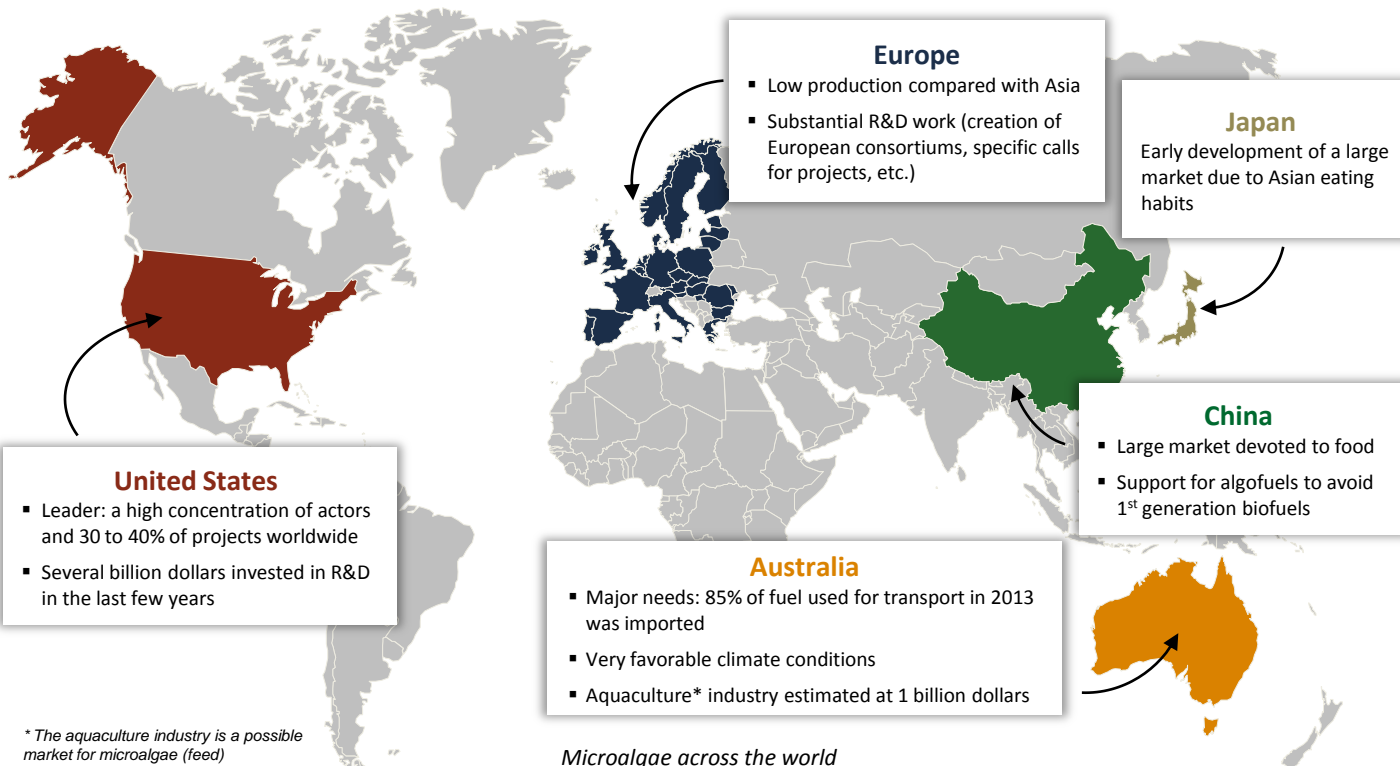 Europe
▪ Low production compared with Asia
▪ Substantial R&D work (creation of
European consortiums, specific calls
for projects, etc.)
Japan
Early development of a large
market due to Asian eating
habits
China
▪ Large market devoted to food
▪ Support for algofuels to avoid
1st generation biofuels
United States
▪ Leader: a high concentration of actors
and 30 to 40% of projects worldwide
▪ Several billion dollars invested in R&D
in the last few years
Australia
▪ Major needs: 85% of fuel used for transport in 2013
was imported
▪ Very favorable climate conditions
▪ Aquaculture* industry estimated at 1 billion dollars
* The aquaculture industry is a possible
market for microalgae (feed)
Microalgae across the world